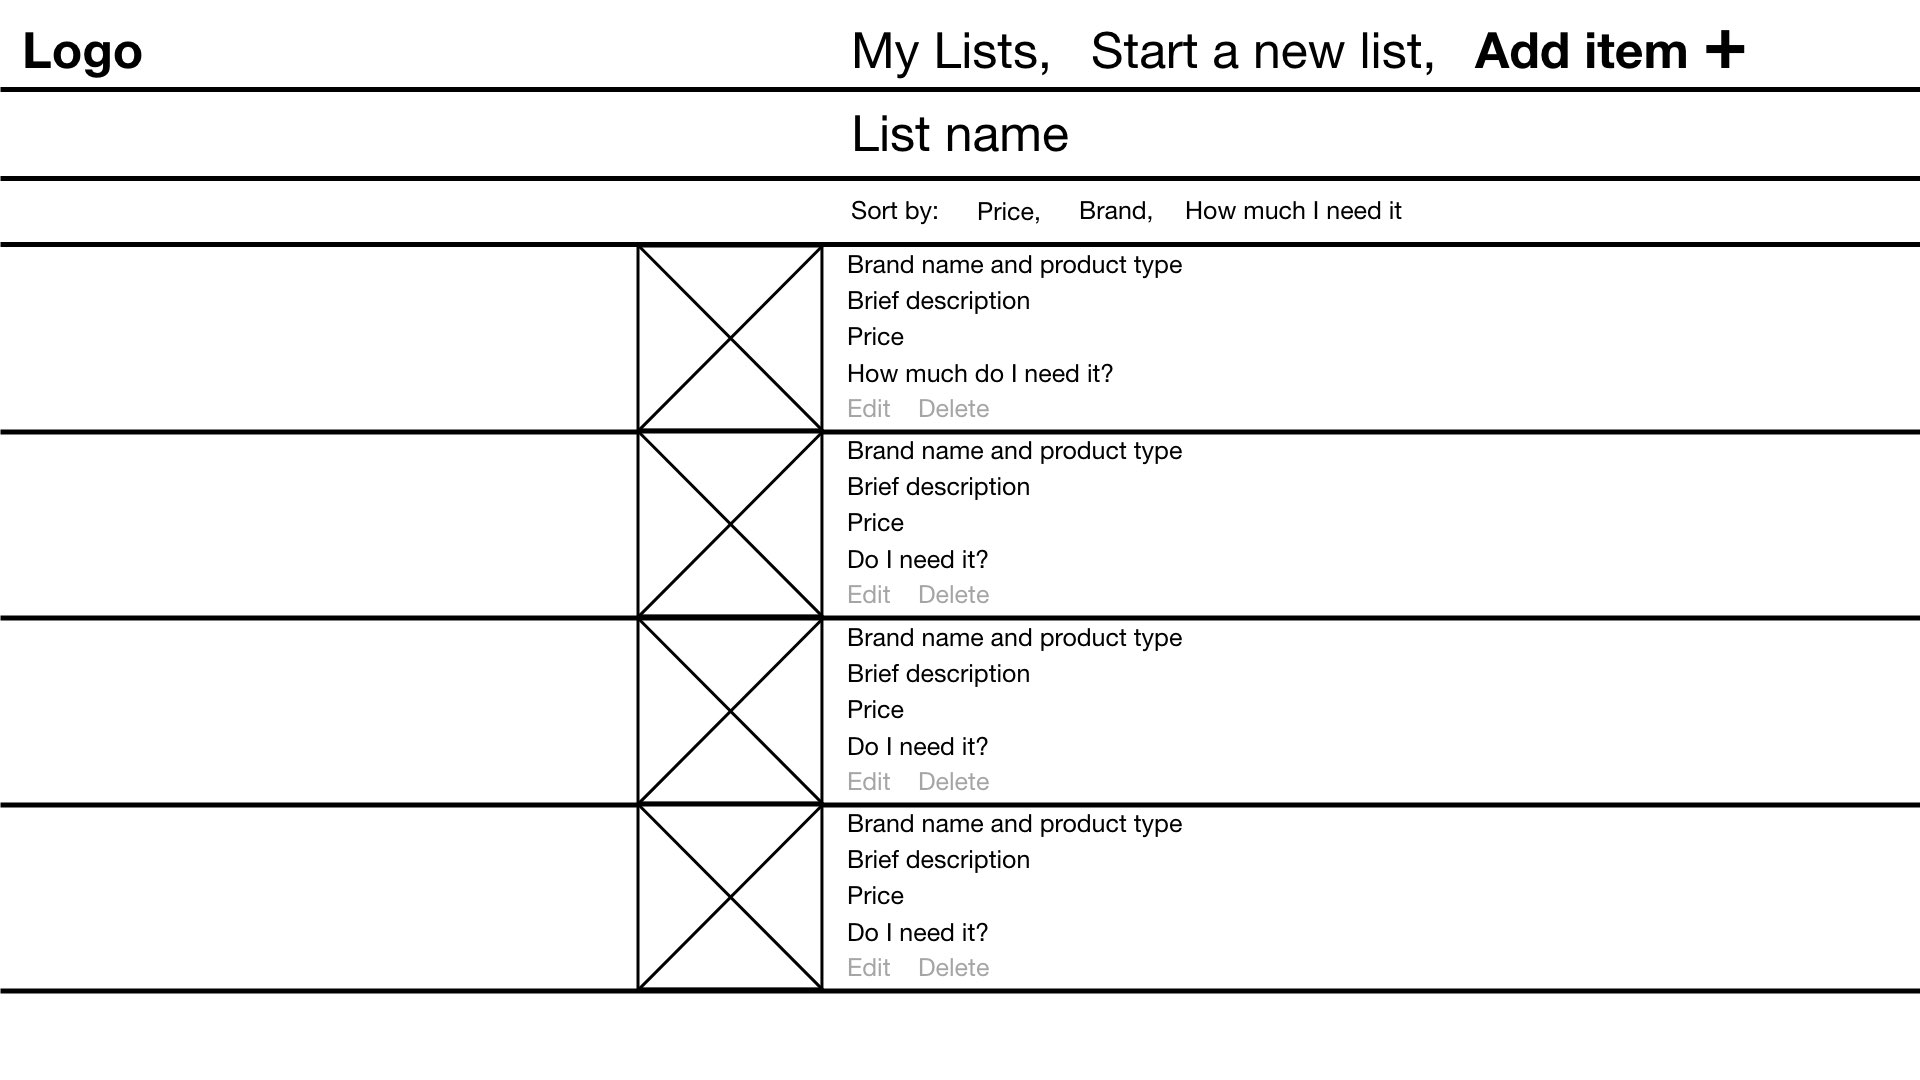 Logo My Lists, Start a new list, Add item +
List name
Sort by: Price, Brand, How much I need it
Brand name and product type
Brief description
Price
How much do I need it?
Edit Delete
Brand name and product type
Brief description
Price
Do I need it?
Edit Delete
Brand name and product type
Brief description
Price
Do I need it?
Edit Delete
Brand name and product type
Brief description
Price
Do I need it?
Edit Delete